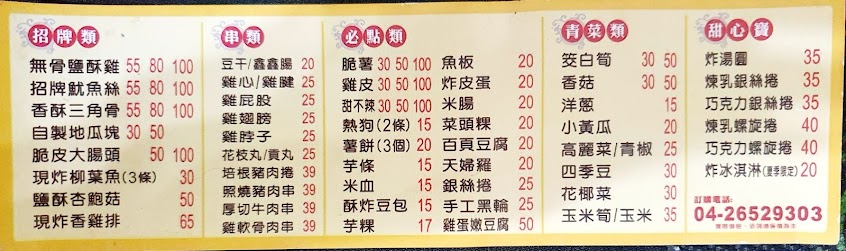 招牌類
無骨鹽酥雞 55 80 100
招牌魷魚絲 55 80 100
香酥三角骨 55 80 100
自製地瓜塊 30 50
脆皮大腸頭 50 100
現炸柳葉魚(3條) 30
鹽酥杏鮑菇 50
現炸香雞排 65
串類
豆干/鑫鑫腸 20
雞心/雞腱 25
雞屁股 25
雞翅膀 25
雞脖子 25
花枝丸/貢丸 25
培根豬肉捲 39
照燒豬肉串 39
厚切牛肉串 39
雞軟骨肉串 39
必點類
脆薯 30 50 100
雞皮 30 50 100
甜不辣 30 50 100
熱狗(2條) 15
薯餅(3個) 20
芋條 15
米血 15
酥炸豆包 15
芋粿 17
魚板 20
炸皮蛋 20
米腸 20
菜頭粿 20
百頁豆腐 20
天婦羅 20
銀絲捲 25
手工黑輪 25
雞蛋嫩豆腐 50
青菜類
筊白筍 30 50
香菇 30 50
洋蔥 15
小黃瓜 20
高麗菜/青椒 25
四季豆 30
花椰菜 30
玉米筍/玉米 35
甜心寶
炸湯圓 35
煉乳銀絲捲 35
巧克力銀絲捲 35
煉乳螺旋捲 40
巧克力螺旋捲 40
炸冰淇淋(夏季限定) 20
訂購電話:
04-26529303